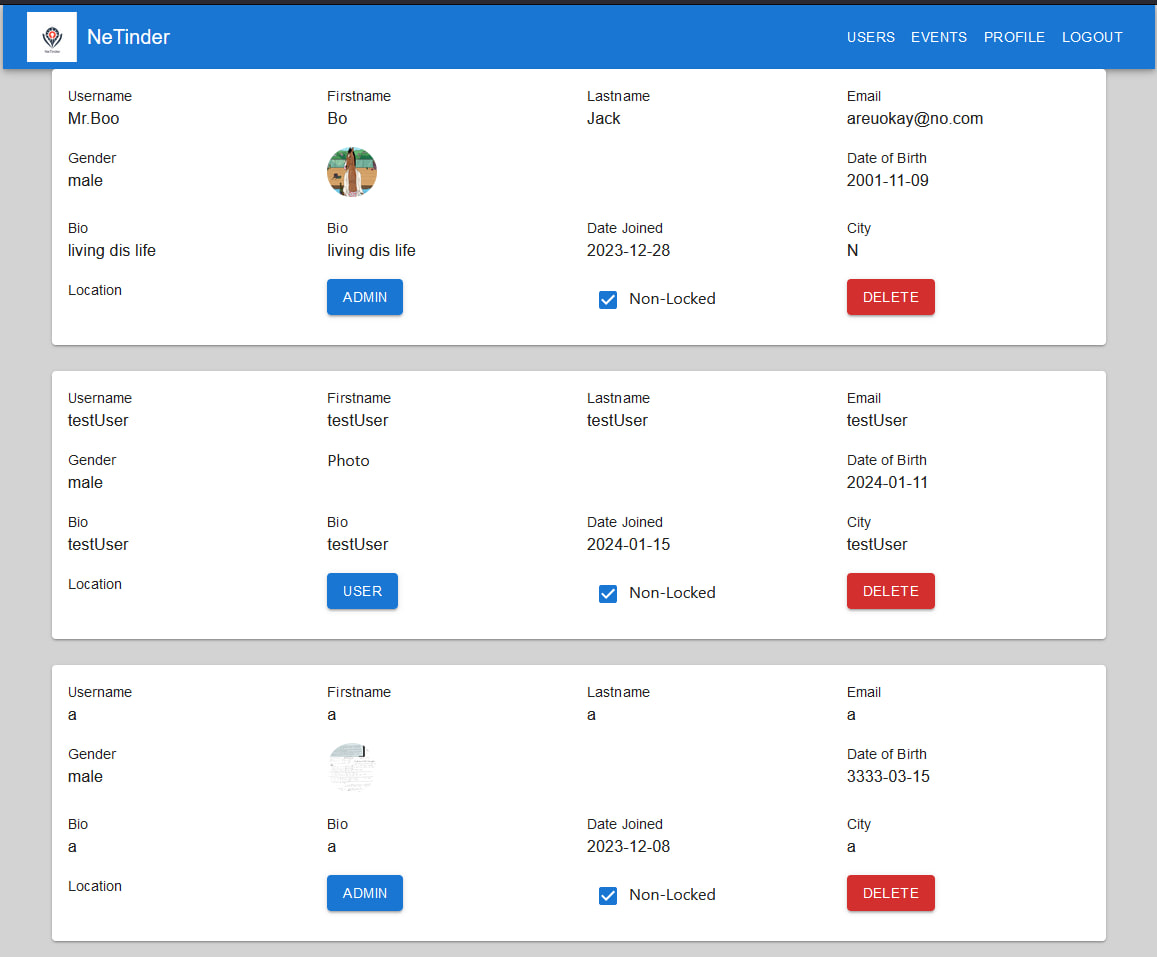 NeTinder USERS EVENTS PROFILE LOGOUT
Username Firstname Lastname Email
Mr.Boo Bo Jack areuokay@no.com
Gender Date of Birth
male 2001-11-09
Bio Bio Date Joined City
living dis life living dis life 2023-12-28 N
Location ADMIN Non-Locked DELETE
Username Firstname Lastname Email
testUser testUser testUser testUser
Gender Photo Date of Birth
male 2024-01-11
Bio Bio Date Joined City
testUser testUser 2024-01-15 testUser
Location USER Non-Locked DELETE
Username Firstname Lastname Email
a a a a
Gender Date of Birth
male 3333-03-15
Bio Bio Date Joined City
a a 2023-12-08 a
Location ADMIN Non-Locked DELETE